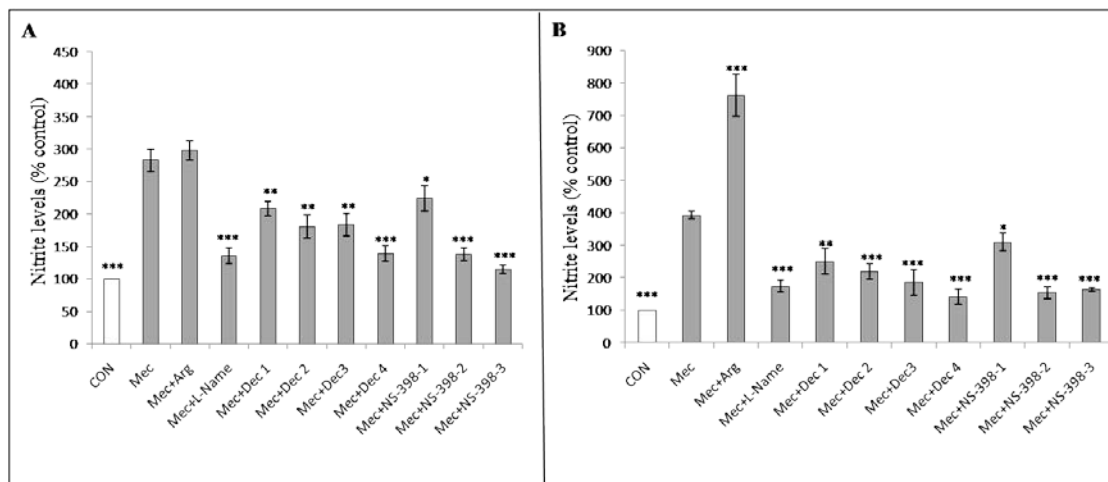 A
Nitrite levels (% control)
450
400
350
300
250
200
150
100
50
0
***
***
**
**
**
***
*
***
***
CON
Mec
Mec+Arg
Mec+L-Name
Mec+Dec 1
Mec+Dec 2
Mec+Dec3
Mec+Dec 4
Mec+NS-398-1
Mec+NS-398-2
Mec+NS-398-3
B
Nitrite levels (% control)
900
800
700
600
500
400
300
200
100
0
***
***
***
**
***
***
***
*
***
***
CON
Mec
Mec+Arg
Mec+L-Name
Mec+Dec 1
Mec+Dec 2
Mec+Dec3
Mec+Dec 4
Mec+NS-398-1
Mec+NS-398-2
Mec+NS-398-3